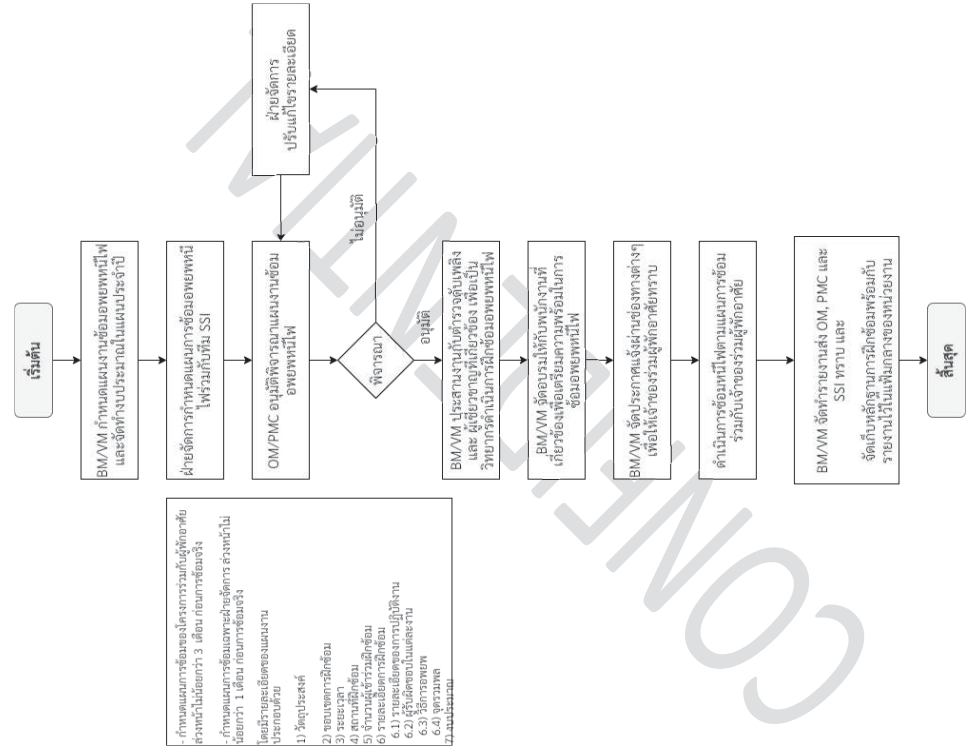 เริ่มต้น
BM/VM กำหนดแผนงานซ้อมอพยพหนีไฟ
และจัดทำงบประมาณในแผนประจำปี
ฝ่ายจัดการกำหนดแผนการซ้อมอพยพหนี
ไฟร่วมกับทีม SSI
OM/PMC อนุมัติพิจารณาแผนงานซ้อม
อพยพหนีไฟ
ฝ่ายจัดการ
ปรับแก้ไขรายละเอียด
พิจารณา
ไม่อนุมัติ
อนุมัติ
BM/VM ประสานงานกับตำรวจดับเพลิง
และ ผู้เชี่ยวชาญที่เกี่ยวข้อง เพื่อเป็น
วิทยากรดำเนินการฝึกซ้อมอพยพหนีไฟ
BM/VM จัดอบรมให้กับพนักงานที่
เกี่ยวข้องเพื่อเตรียมความพร้อมในการ
ซ้อมอพยพหนีไฟ
BM/VM จัดประกาศแจ้งผ่านช่องทางต่างๆ
เพื่อให้เจ้าของร่วมผู้พักอาศัยทราบ
ดำเนินการซ้อมหนีไฟตามแผนการซ้อม
ร่วมกับเจ้าของร่วมผู้พักอาศัย
BM/VM จัดทำรายงานส่ง OM, PMC และ
SSI ทราบ และ
จัดเก็บหลักฐานการฝึกซ้อมพร้อมกับ
รายงานไว้ในแฟ้มกลางของหน่วยงาน
สิ้นสุด
- กำหนดแผนการซ้อมของโครงการร่วมกับผู้พักอาศัย
ล่วงหน้าไม่น้อยกว่า 3 เดือน ก่อนการซ้อมจริง
- กำหนดแผนการซ้อมเฉพาะฝ่ายจัดการ ล่วงหน้าไม่
น้อยกว่า 1 เดือน ก่อนการซ้อมจริง
โดยมีรายละเอียดของแผนงาน
ประกอบด้วย
1) วัตถุประสงค์
2) ขอบเขตการฝึกซ้อม
3) ระยะเวลา
4) สถานที่ฝึกซ้อม
5) จำนวนผู้เข้าร่วมฝึกซ้อม
6) รายละเอียดการฝึกซ้อม
6.1) รายละเอียดของการปฏิบัติงาน
6.2) ผู้รับผิดชอบในแต่ละงาน
6.3) วิธีการอพยพ
6.4) จุดรวมพล
7) งบประมาณ
CONFIDENTIAL